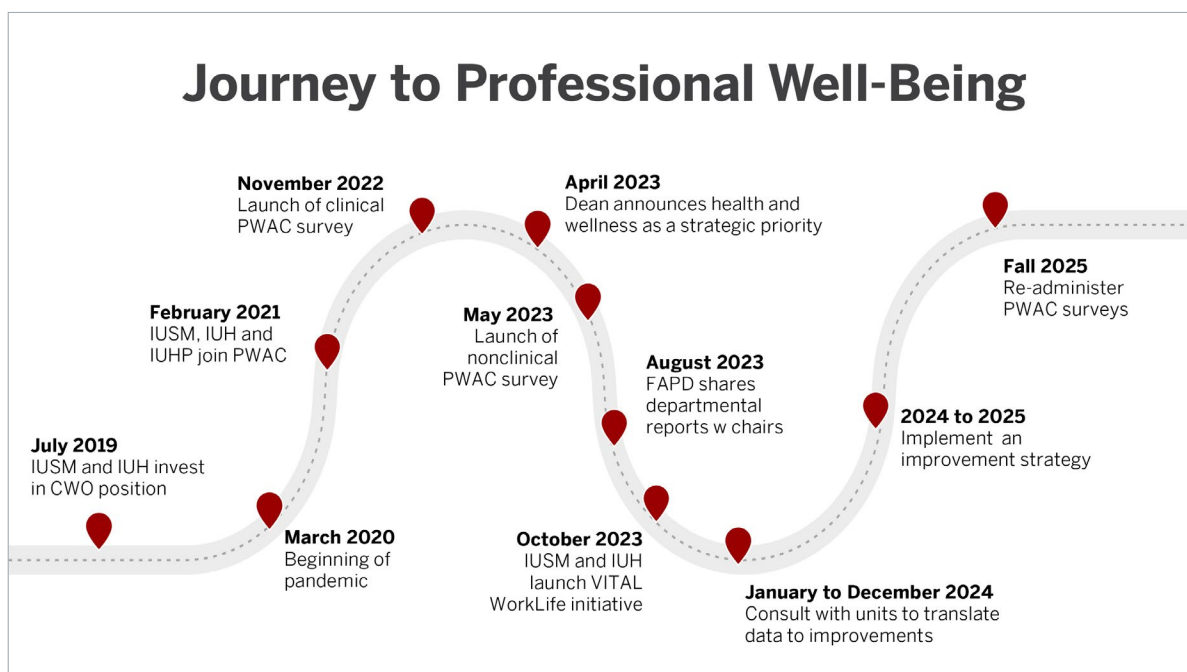 Journey to Professional Well-Being
July 2019
IUSM and IUH invest
in CWO position
March 2020
Beginning of
pandemic
February 2021
IUSM, IUH and
IUHP join PWAC
November 2022
Launch of clinical
PWAC survey
April 2023
Dean announces health and
wellness as a strategic priority
May 2023
Launch of
nonclinical
PWAC survey
August 2023
FAPD shares
departmental
reports w chairs
October 2023
IUSM and IUH
launch VITAL
WorkLife initiative
January to December 2024
Consult with units to translate
data to improvements
2024 to 2025
Implement an
improvement strategy
Fall 2025
Re-administer
PWAC surveys